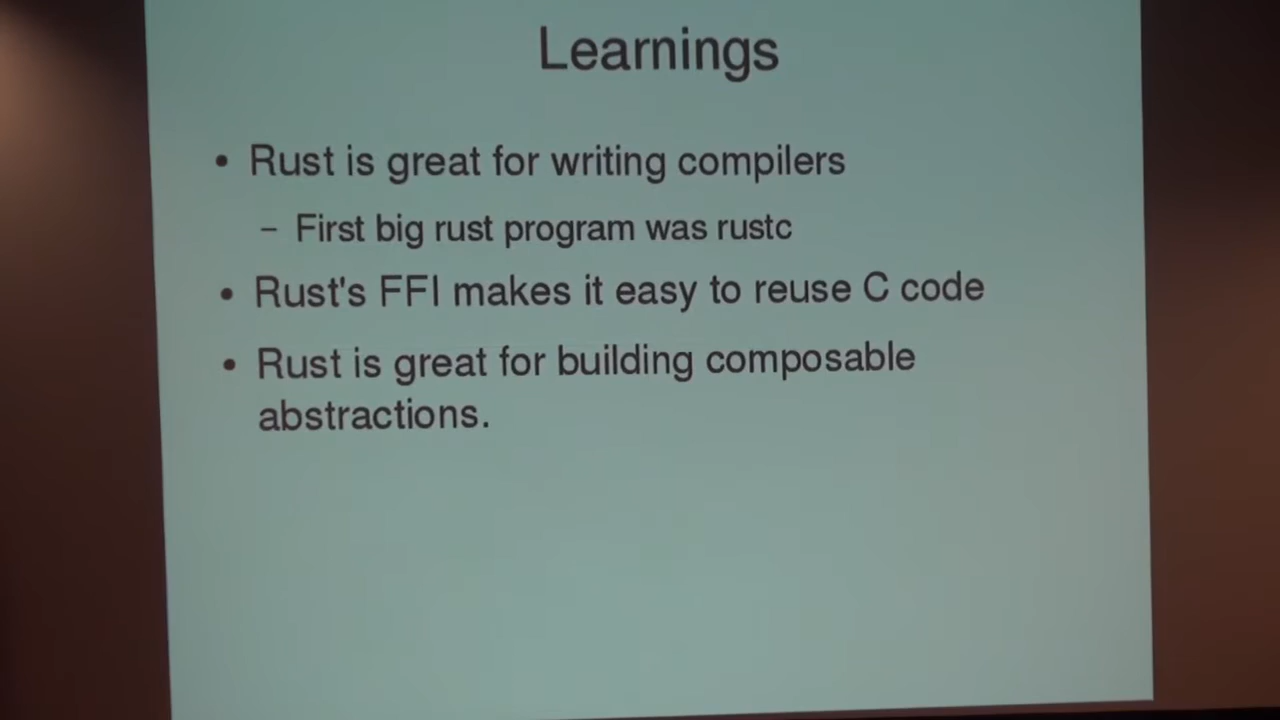 Learnings
• Rust is great for writing compilers
– First big rust program was rustc
• Rust's FFI makes it easy to reuse C code
• Rust is great for building composable
abstractions.